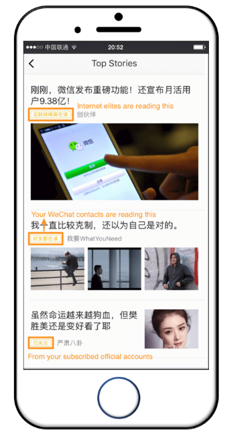 中国联通
20:52
Top Stories
刚刚，微信发布重磅功能！还宣布月活用
户9.38亿！
Internet elites are reading this
创伙伴
微信
Your WeChat contacts are reading this
我一直比较克制，还以为自己是对的。
我要WhatYouNeed
虽然命运越来越狗血，但樊
胜美还是变好看了耶
严肃八卦
From your subscribed official accounts